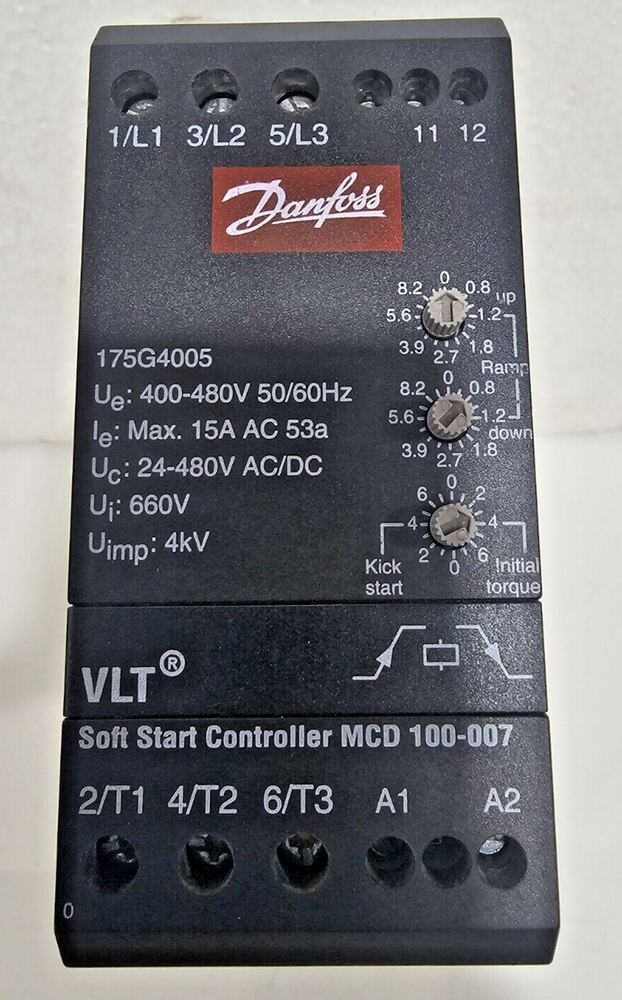 1/L1 3/L2 5/L3 11 12
Danfoss
0
8.2 0.8 up
5.6 1.2
3.9 2.7 1.8
Ramp
0
8.2 0.8
5.6 1.2
down
3.9 2.7 1.8
175G4005
Ue: 400-480V 50/60Hz
Ie: Max. 15A AC 53a
Uc: 24-480V AC/DC
Ui: 660V
Uimp: 4kV
0
6 2
4 4
2 0 6
Kick start
Initial torque
VLT®
Soft Start Controller MCD 100-007
2/T1 4/T2 6/T3 A1 A2
0